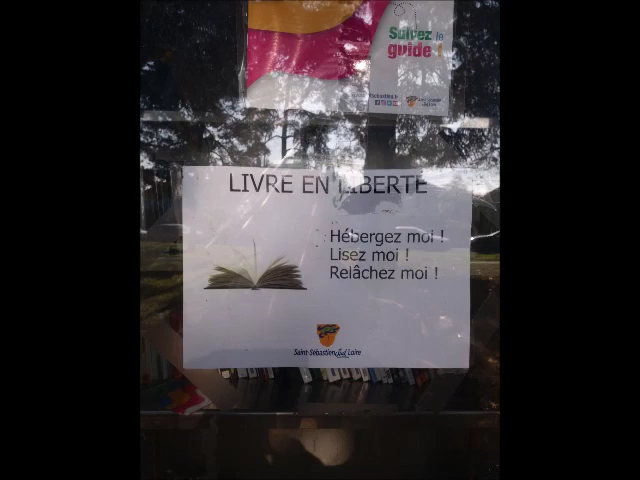 Suivez le
guide !
LIVRE EN LIBERTE
Hébergez moi !
Lisez moi !
Relâchez moi !
Saint-Sébastien sur Loire